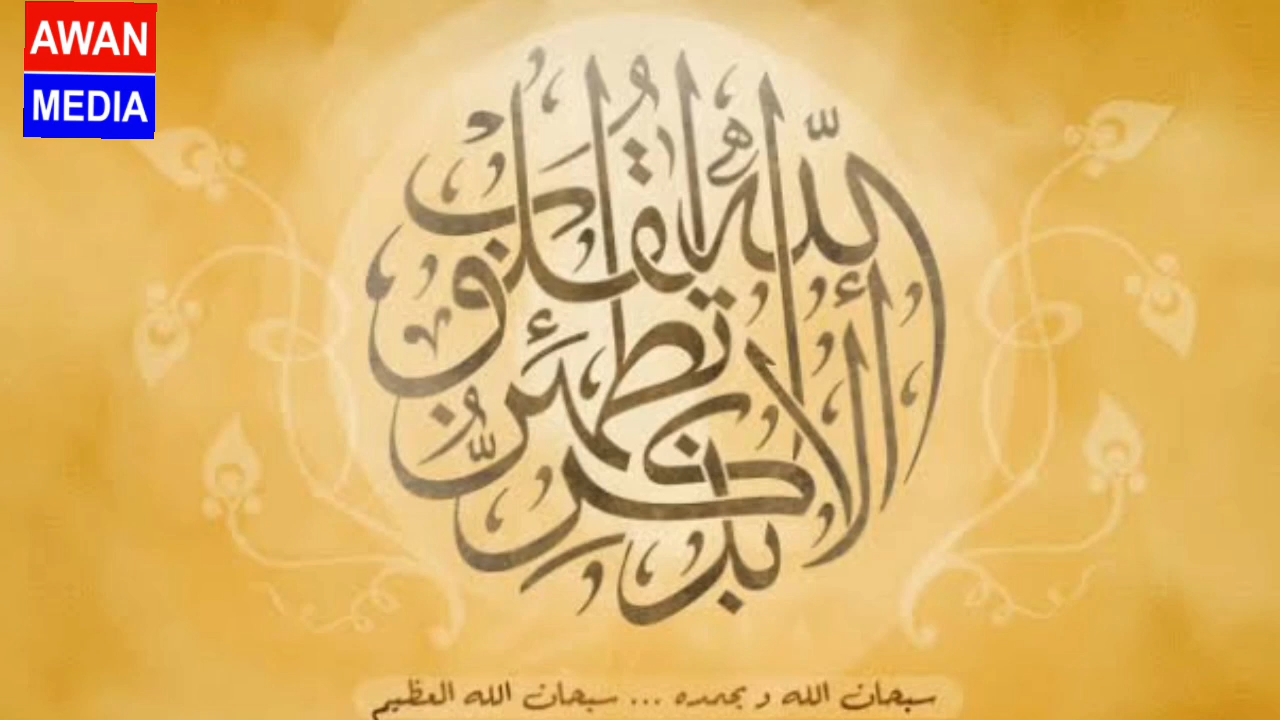 AWAN
MEDIA
ألا بذكر الله تطمئن القلوب
سبحان الله و بحمده ... سبحان الله العظيم